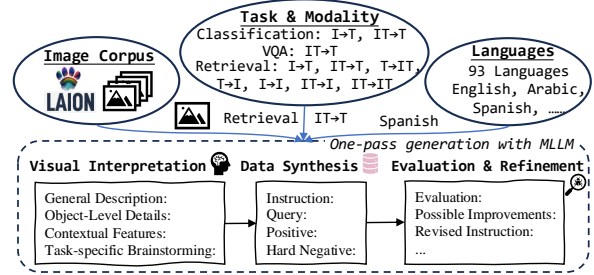 Task & Modality
Classification: I→T, IT→T
VQA: IT→T
Retrieval: I→T, IT→T, T→IT,
T→I, I→I, IT→I, IT→IT
Image Corpus
LAION
Languages
93 Languages
English, Arabic,
Spanish, ……
Retrieval IT→T
Spanish
One-pass generation with MLLM
Visual Interpretation
General Description:
Object-Level Details:
Contextual Features:
Task-specific Brainstorming:
Data Synthesis
Instruction:
Query:
Positive:
Hard Negative:
Evaluation & Refinement
Evaluation:
Possible Improvements:
Revised Instruction:
...